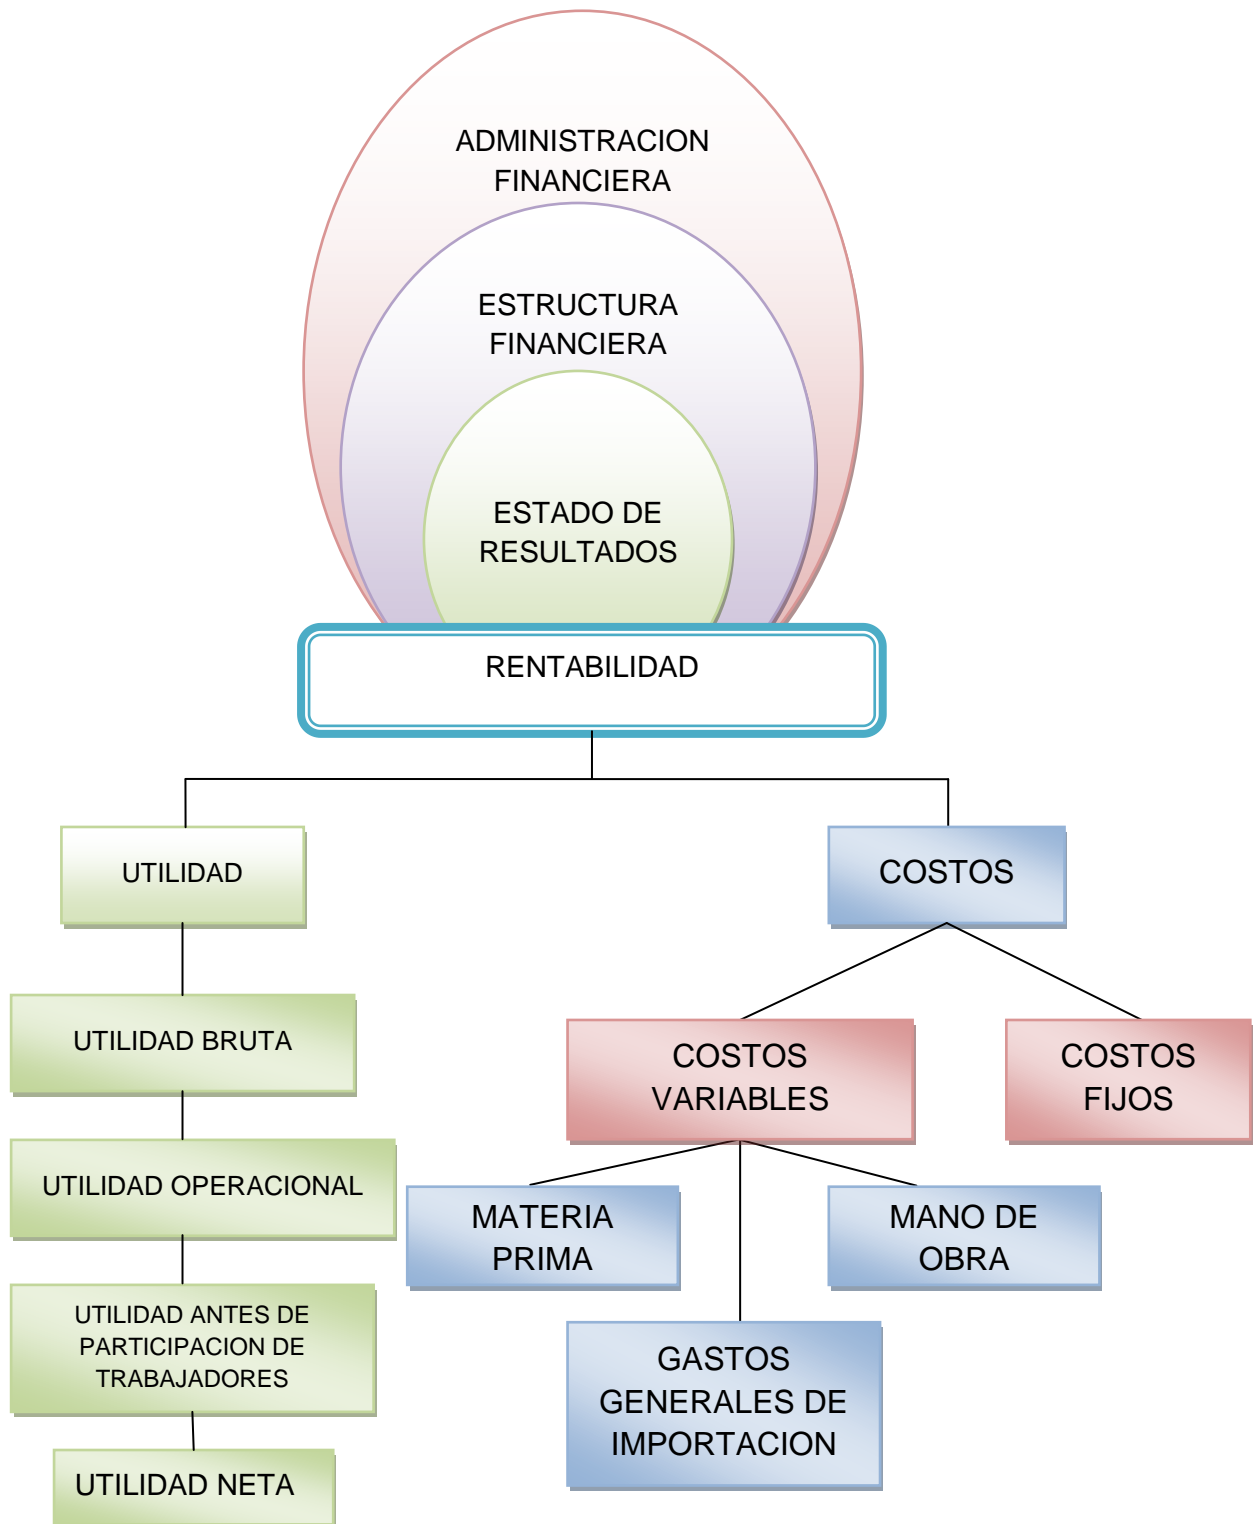 ADMINISTRACION
FINANCIERA
ESTRUCTURA
FINANCIERA
ESTADO DE
RESULTADOS
RENTABILIDAD
UTILIDAD
COSTOS
UTILIDAD BRUTA
COSTOS
VARIABLES
COSTOS
FIJOS
UTILIDAD OPERACIONAL
MATERIA
PRIMA
MANO DE
OBRA
UTILIDAD ANTES DE
PARTICIPACION DE
TRABAJADORES
GASTOS
GENERALES DE
IMPORTACION
UTILIDAD NETA